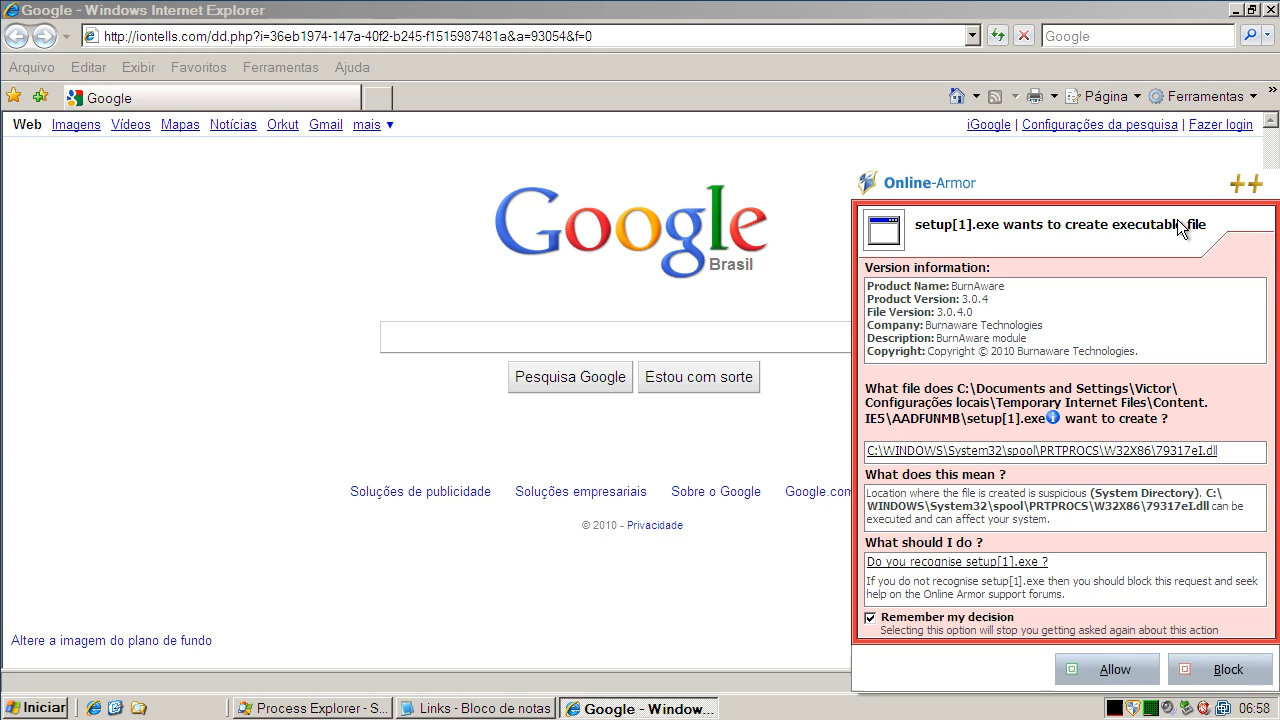 Google - Windows Internet Explorer
http://iontells.com/dd.php?i=36eb1974-147a-40f2-b245-f1515987481a&a=93054&f=0
Google
Arquivo Editar Exibir Favoritos Ferramentas Ajuda
Google
Página Ferramentas
Web Imagens Vídeos Mapas Notícias Orkut Gmail mais ▼
iGoogle | Configurações da pesquisa | Fazer login
Google
Brasil
Pesquisa Google Estou com sorte
Soluções de publicidade Soluções empresariais Sobre o Google Google com
© 2010 - Privacidade
Altere a imagem do plano de fundo
Online-Armor ++
setup[1].exe wants to create executable file
Version information:
Product Name: BurnAware
Product Version: 3.0.4
File Version: 3.0.4.0
Company: Burnaware Technologies
Description: BurnAware module
Copyright: Copyright © 2010 Burnaware Technologies.
What file does C:\Documents and Settings\Victor\
Configurações locais\Temporary Internet Files\Content.
IE5\AADFUNMB\setup[1].exe want to create ?
C:\WINDOWS\System32\spool\PRTPROCS\W32X86\79317eI.dll
What does this mean ?
Location where the file is created is suspicious (System Directory). C:\
WINDOWS\System32\spool\PRTPROCS\W32X86\79317eI.dll can be
executed and can affect your system.
What should I do ?
Do you recognise setup[1].exe ?
If you do not recognise setup[1].exe then you should block this request and seek
help on the Online Armor support forums.
Remember my decision
Selecting this option will stop you getting asked again about this action
Allow Block
Iniciar Process Explorer - S... Links - Bloco de notas Google - Window... 06:58